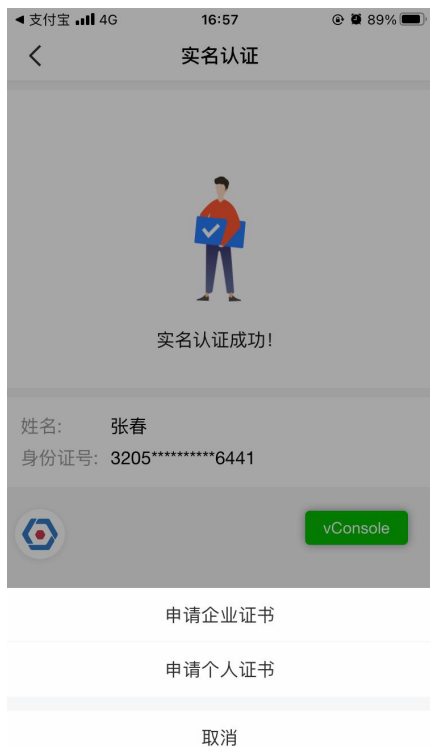 支付宝 4G 16:57 89%
实名认证
实名认证成功!
姓名: 张春
身份证号: 3205**********6441
vConsole
申请企业证书
申请个人证书
取消